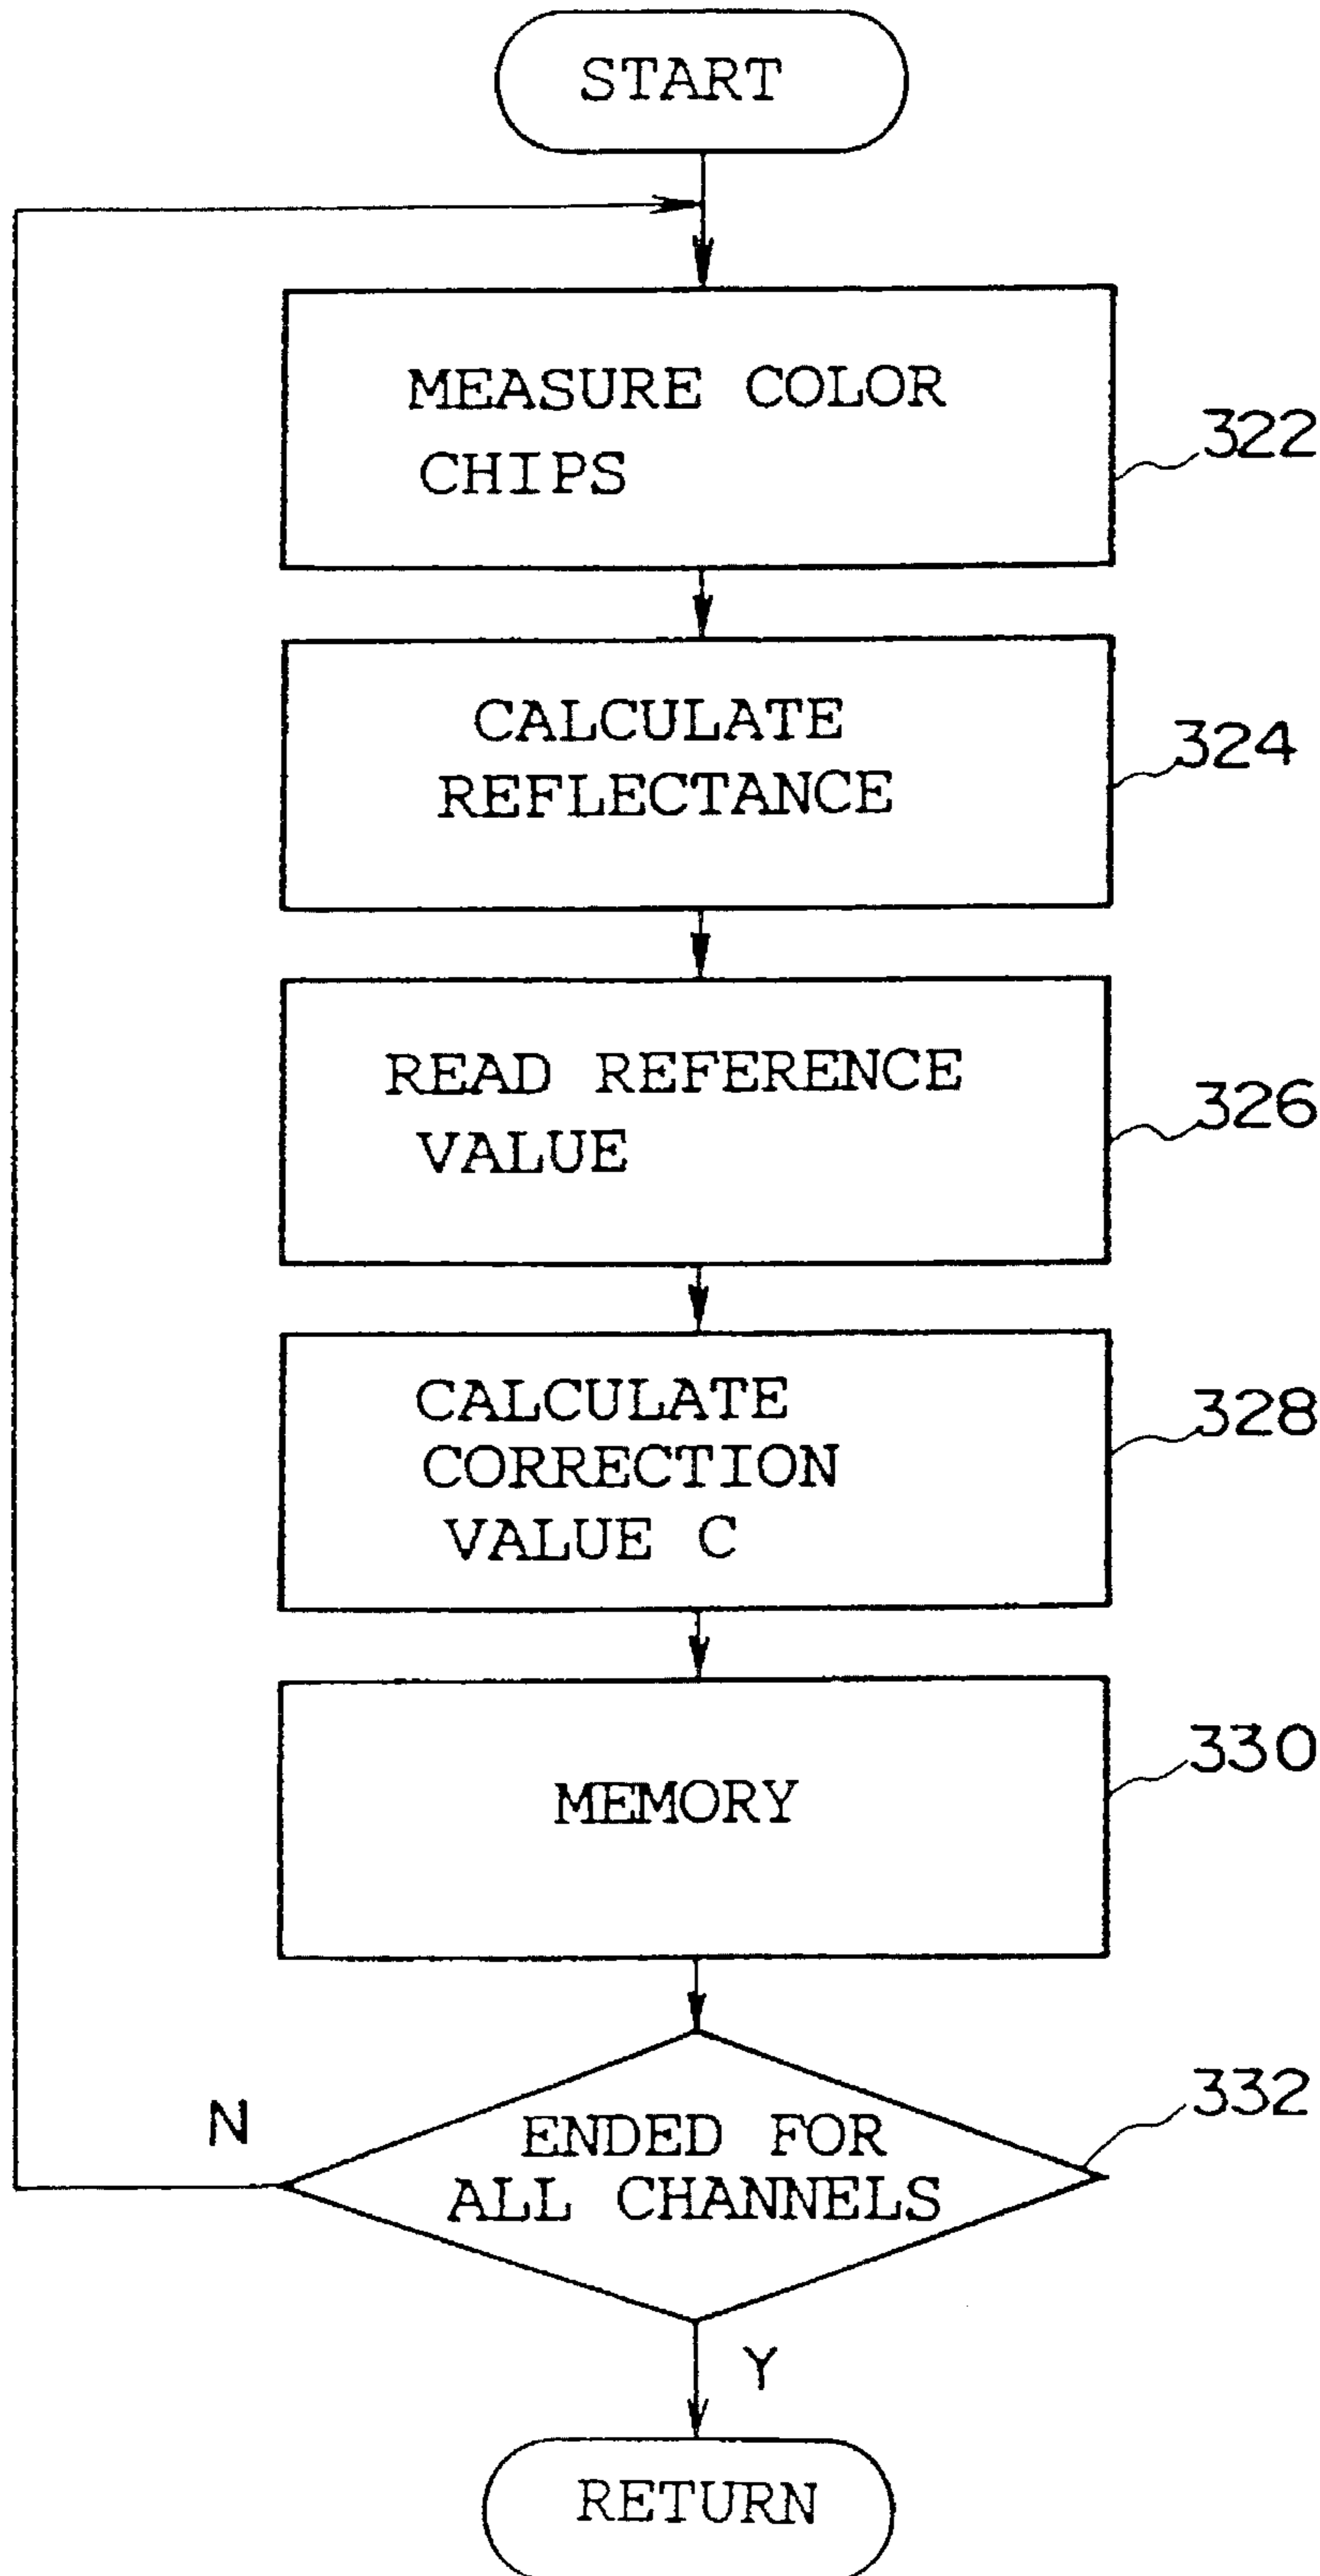 START
MEASURE COLOR
CHIPS
322
CALCULATE
REFLECTANCE
324
READ REFERENCE
VALUE
326
CALCULATE
CORRECTION
VALUE C
328
MEMORY
330
ENDED FOR
ALL CHANNELS
332
N
Y
RETURN